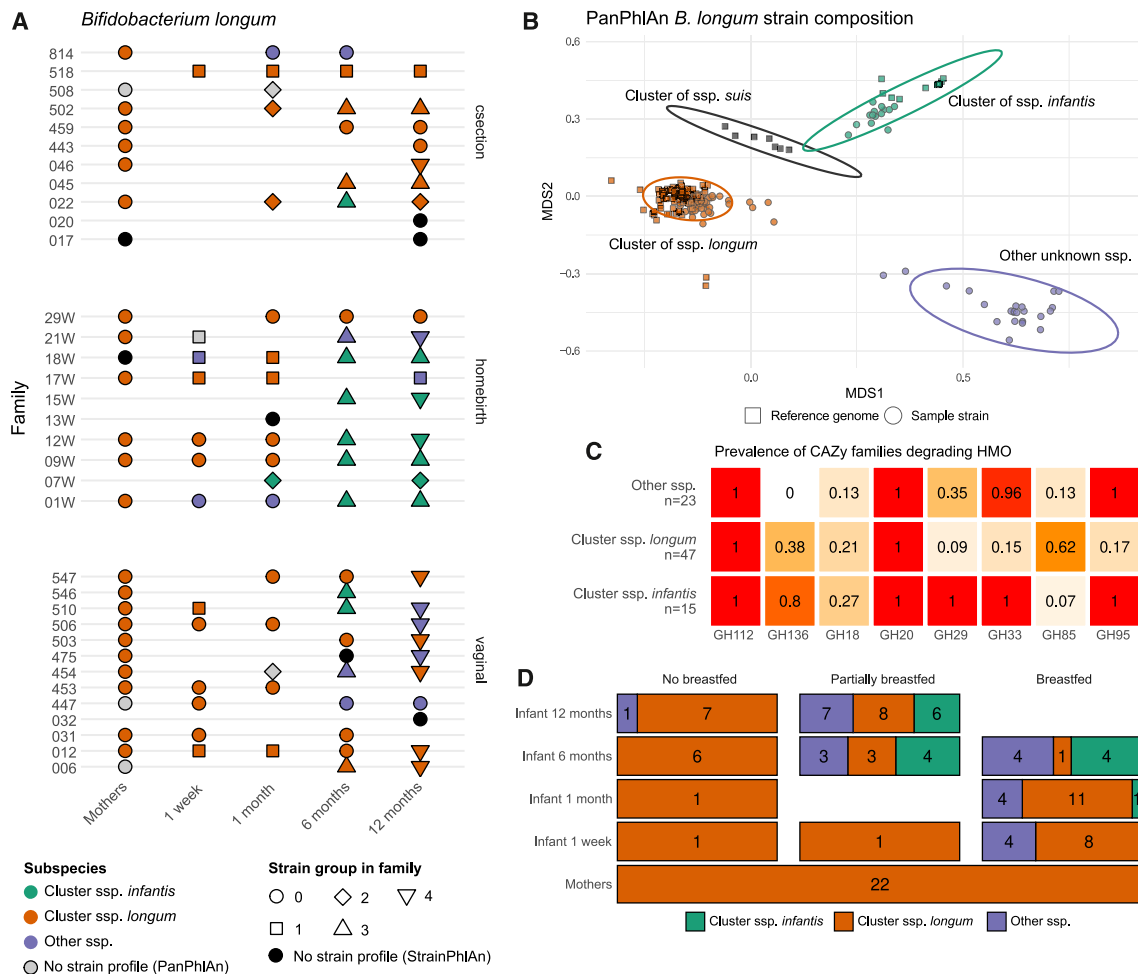 A
Bifidobacterium longum
814
518
508
502
459
443
046
045
022
020
017
csection
29W
21W
18W
17W
15W
13W
12W
09W
07W
01W
homebirth
547
546
510
506
503
475
454
453
447
032
031
012
006
vaginal
Family
Mothers
1 week
1 month
6 months
12 months
Subspecies
Cluster ssp. infantis
Cluster ssp. longum
Other ssp.
No strain profile (PanPhlAn)
Strain group in family
0
2
4
1
3
No strain profile (StrainPhlAn)
B
PanPhlAn B. longum strain composition
0.6
0.3
0.0
−0.3
−0.6
MDS2
Cluster of ssp. suis
Cluster of ssp. infantis
Cluster of ssp. longum
Other unknown ssp.
0.0
0.5
MDS1
Reference genome
Sample strain
C
Prevalence of CAZy families degrading HMO
Other ssp.
n=23
1 0 0.13 1 0.35 0.96 0.13 1
Cluster ssp. longum
n=47
1 0.38 0.21 1 0.09 0.15 0.62 0.17
Cluster ssp. infantis
n=15
1 0.8 0.27 1 1 1 0.07 1
GH112 GH136 GH18 GH20 GH29 GH33 GH85 GH95
D
No breastfed Partially breastfed Breastfed
Infant 12 months 1 7 7 8 6
Infant 6 months 6 3 3 4 4 1 4
Infant 1 month 1 4 11 1
Infant 1 week 1 1 4 8
Mothers 22
Cluster ssp. infantis
Cluster ssp. longum
Other ssp.